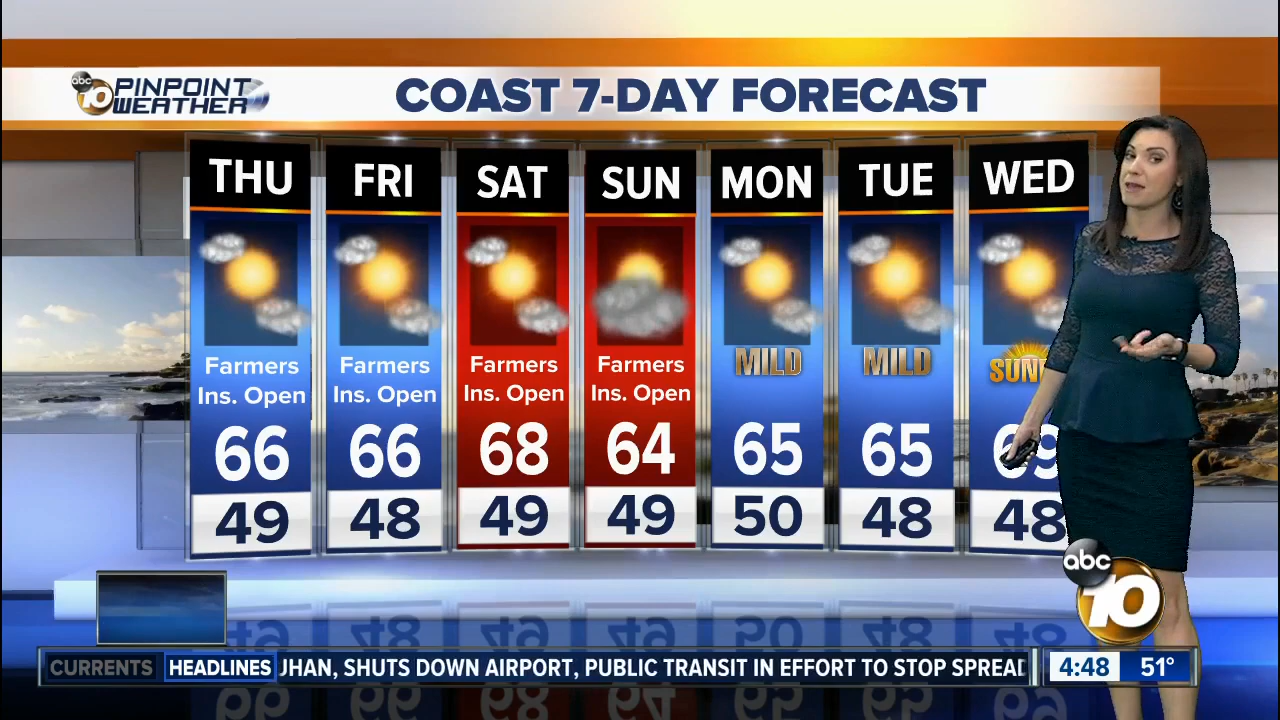 abc
10
PINPOINT
WEATHER
COAST 7-DAY FORECAST
THU FRI SAT SUN MON TUE WED
Farmers Farmers Farmers Farmers MILD MILD
Ins. Open Ins. Open Ins. Open Ins. Open
66 66 68 64 65 65 69
49 48 49 49 50 48 48
abc
10
CURRENTS HEADLINES JHAN, SHUTS DOWN AIRPORT, PUBLIC TRANSIT IN EFFORT TO STOP SPREAD 4:48 51°